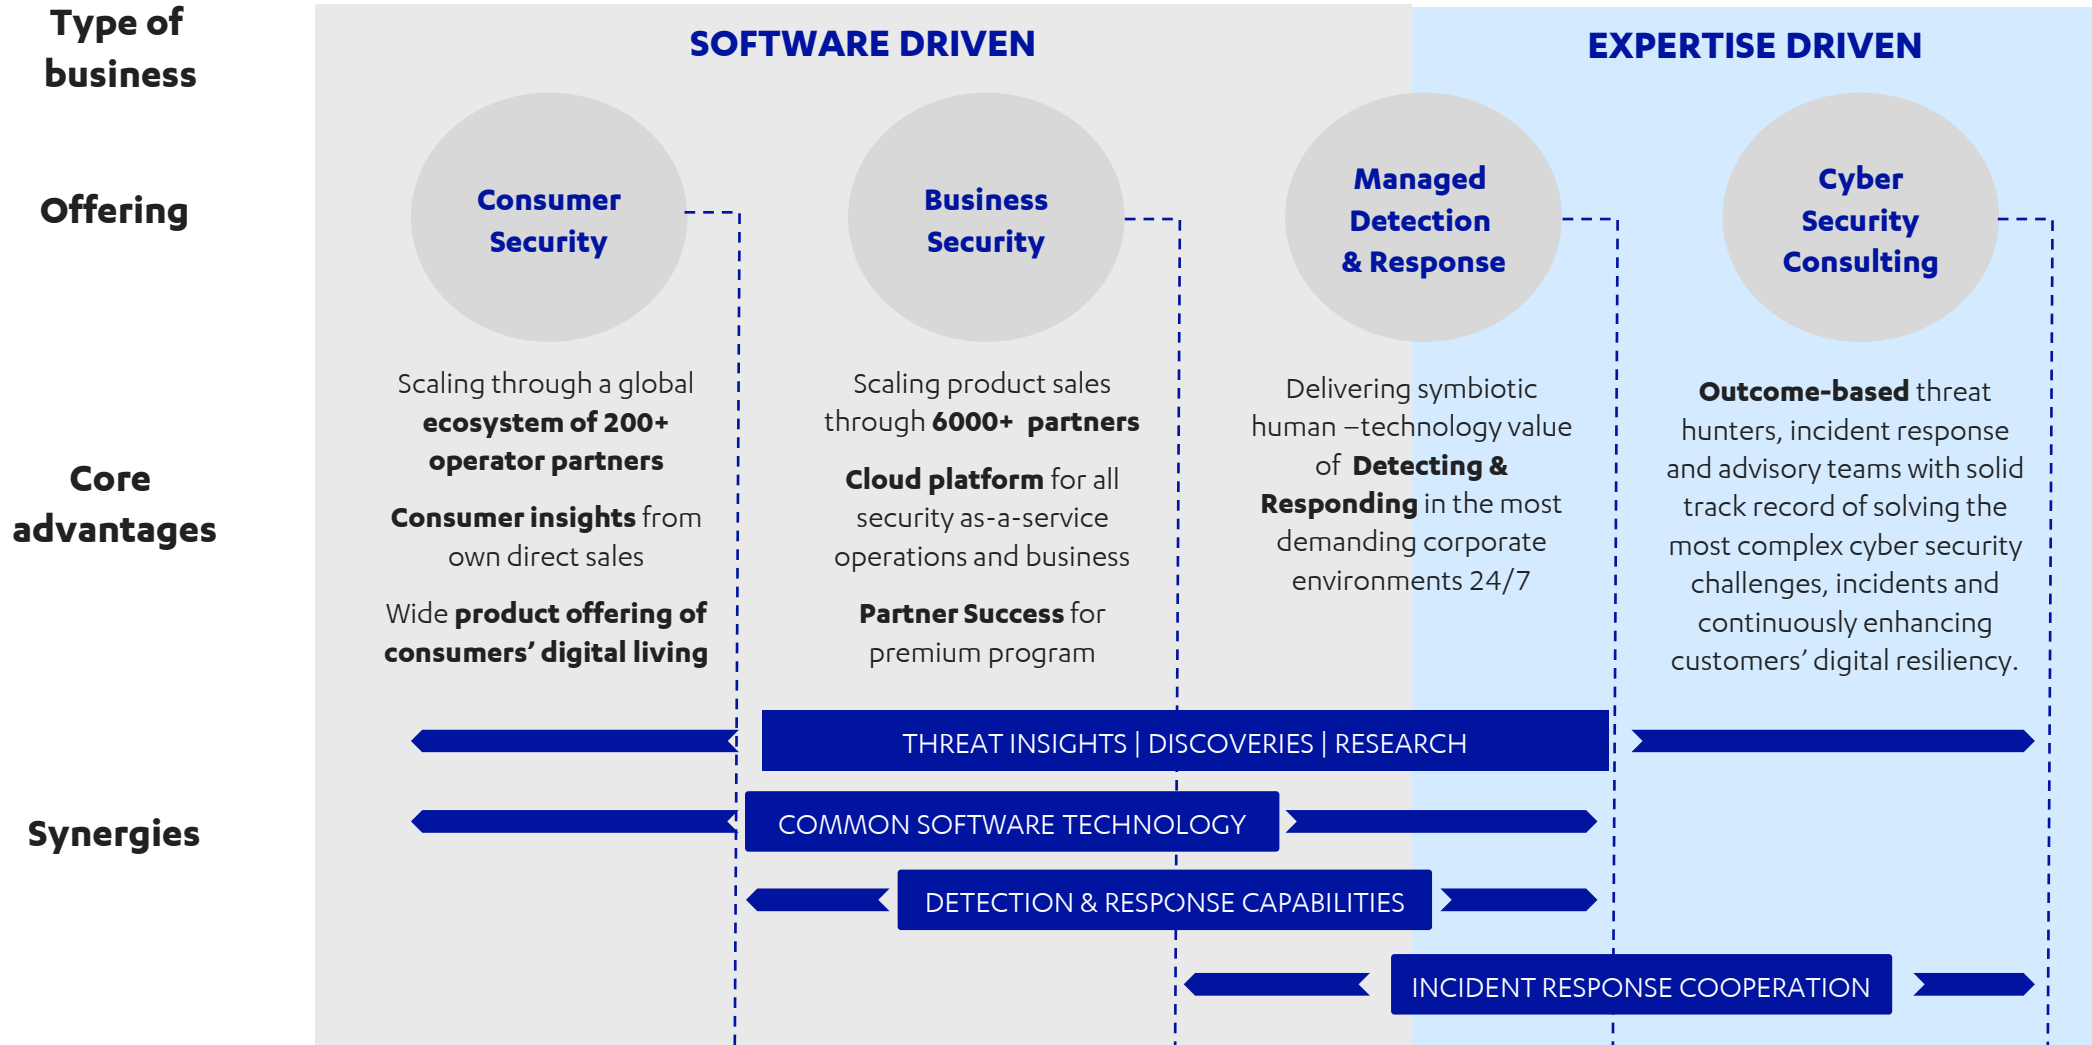 Type of
business
SOFTWARE DRIVEN
EXPERTISE DRIVEN
Offering
Consumer
Security
Business
Security
Managed
Detection
& Response
Cyber
Security
Consulting
Core
advantages
Scaling through a global
ecosystem of 200+
operator partners
Consumer insights from
own direct sales
Wide product offering of
consumers’ digital living
Scaling product sales
through 6000+ partners
Cloud platform for all
security as-a-service
operations and business
Partner Success for
premium program
Delivering symbiotic
human –technology value
of Detecting &
Responding in the most
demanding corporate
environments 24/7
Outcome-based threat
hunters, incident response
and advisory teams with solid
track record of solving the
most complex cyber security
challenges, incidents and
continuously enhancing
customers’ digital resiliency.
Synergies
THREAT INSIGHTS | DISCOVERIES | RESEARCH
COMMON SOFTWARE TECHNOLOGY
DETECTION & RESPONSE CAPABILITIES
INCIDENT RESPONSE COOPERATION